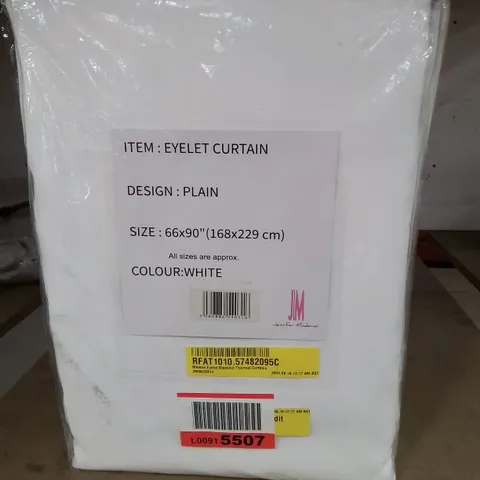 ITEM : EYELET CURTAIN
DESIGN : PLAIN
SIZE : 66x90"(168x229 cm)
All sizes are approx.
COLOUR:WHITE
JM
RFAT1010.57482095C
dit
L0091 5507